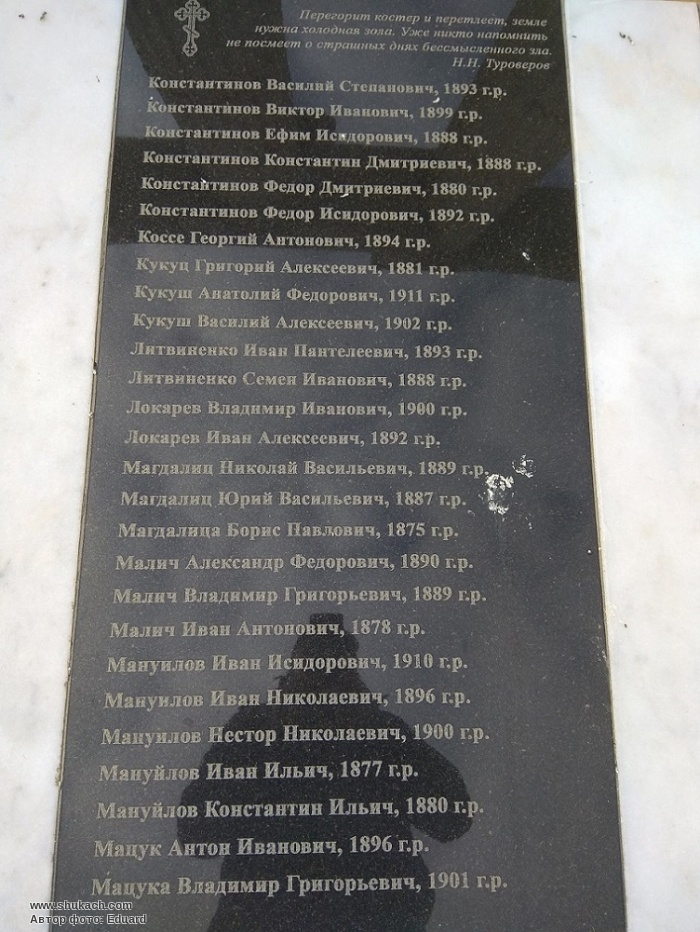 Перегорит костер и перетлеет, земле
нужна холодная зола. Уже никто напомнить
не посмеет о страшных днях бессмысленного зла.
Н.Н. Туроверов
Константинов Василий Степанович, 1893 г.р.
Константинов Виктор Иванович, 1899 г.р.
Константинов Ефим Исидорович, 1888 г.р.
Константинов Константин Дмитриевич, 1888 г.р.
Константинов Федор Дмитриевич, 1880 г.р.
Константинов Федор Исидорович, 1892 г.р.
Коссе Георгий Антонович, 1894 г.р.
Кукуц Григорий Алексеевич, 1881 г.р.
Кукуш Анатолий Федорович, 1911 г.р.
Кукуш Василий Алексеевич, 1902 г.р.
Литвиненко Иван Пантелеевич, 1893 г.р.
Литвиненко Семен Иванович, 1888 г.р.
Локарев Владимир Иванович, 1900 г.р.
Локарев Иван Алексеевич, 1892 г.р.
Магдалиц Николай Васильевич, 1889 г.р.
Магдалиц Юрий Васильевич, 1887 г.р.
Магдалица Борис Павлович, 1875 г.р.
Малич Александр Федорович, 1890 г.р.
Малич Владимир Григорьевич, 1889 г.р.
Малич Иван Антонович, 1878 г.р.
Мануилов Иван Исидорович, 1910 г.р.
Мануилов Иван Николаевич, 1896 г.р.
Мануилов Нестор Николаевич, 1900 г.р.
Мануйлов Иван Ильич, 1877 г.р.
Мануйлов Константин Ильич, 1880 г.р.
Мацук Антон Иванович, 1896 г.р.
Мацука Владимир Григорьевич, 1901 г.р.
www.shukach.com
Автор фото: Eduard